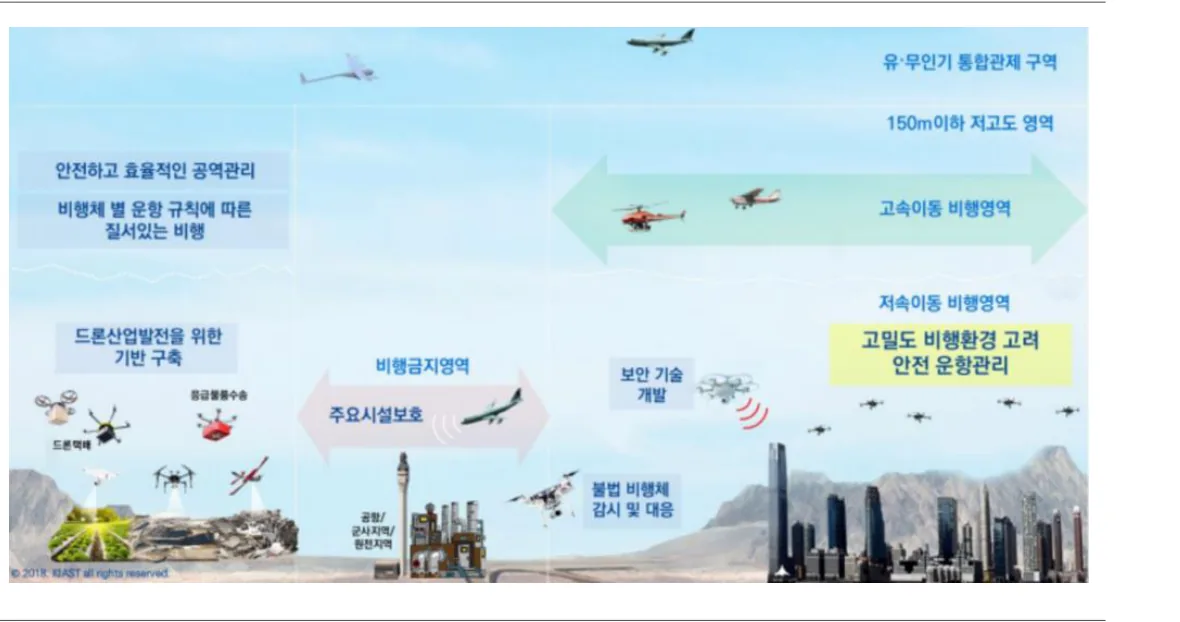 유·무인기 통합관제 구역
150m이하 저고도 영역
안전하고 효율적인 공역관리
비행체 별 운항 규칙에 따른
질서있는 비행
고속이동 비행영역
저속이동 비행영역
고밀도 비행환경 고려
안전 운항관리
드론산업발전을 위한
기반 구축
비행금지영역
주요시설보호
보안 기술
개발
응급물품수송
드론택배
불법 비행체
감시 및 대응
공항/
군사지역/
원전지역
© 2018. KIAST all rights reserved.